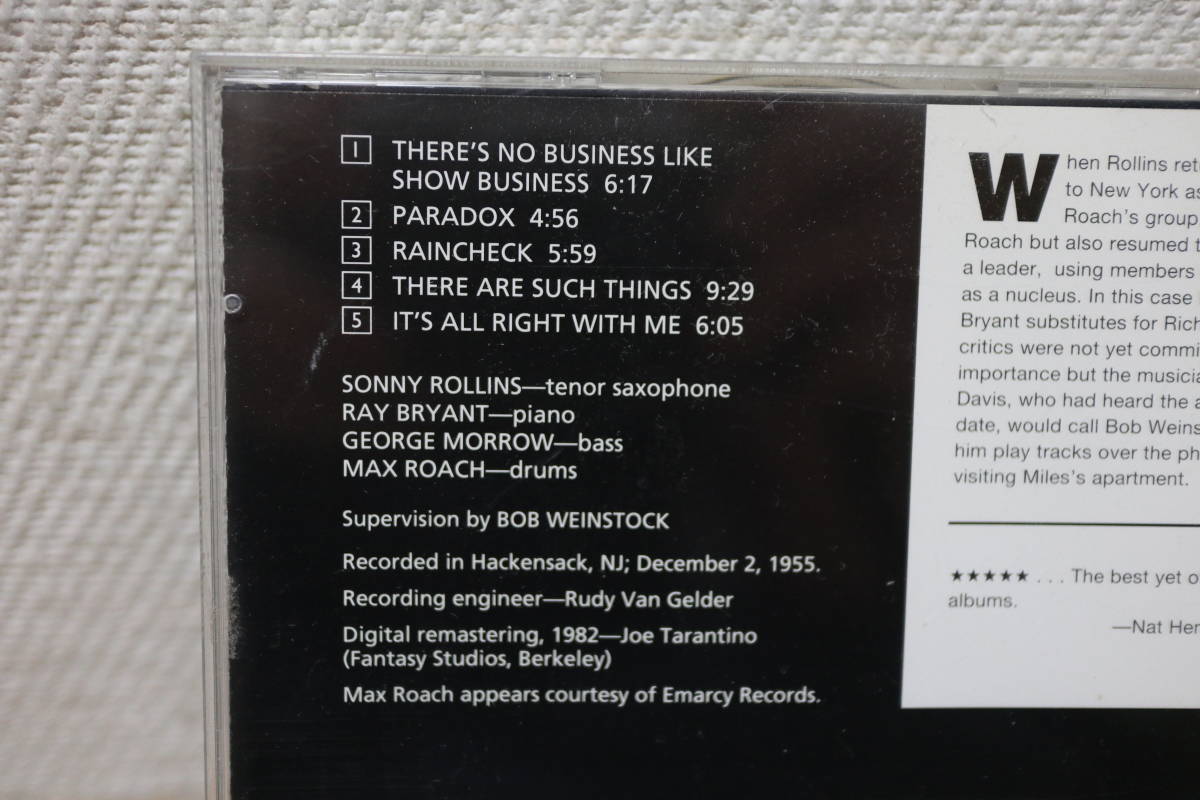 1 THERE'S NO BUSINESS LIKE
SHOW BUSINESS 6:17
2 PARADOX 4:56
3 RAINCHECK 5:59
4 THERE ARE SUCH THINGS 9:29
5 IT'S ALL RIGHT WITH ME 6:05
SONNY ROLLINS—tenor saxophone
RAY BRYANT—piano
GEORGE MORROW—bass
MAX ROACH—drums
Supervision by BOB WEINSTOCK
Recorded in Hackensack, NJ; December 2, 1955.
Recording engineer—Rudy Van Gelder
Digital remastering, 1982—Joe Tarantino
(Fantasy Studios, Berkeley)
Max Roach appears courtesy of Emarcy Records.
When Rollins
to New York
Roach's group
Roach but also resumed
a leader, using members
as a nucleus. In this case
Bryant substitutes for
critics were not yet
importance but the
Davis, who had heard the
date, would call Bob
him play tracks over the
visiting Miles's apartment.
★★★★★ . . . The best yet
albums.
—Nat